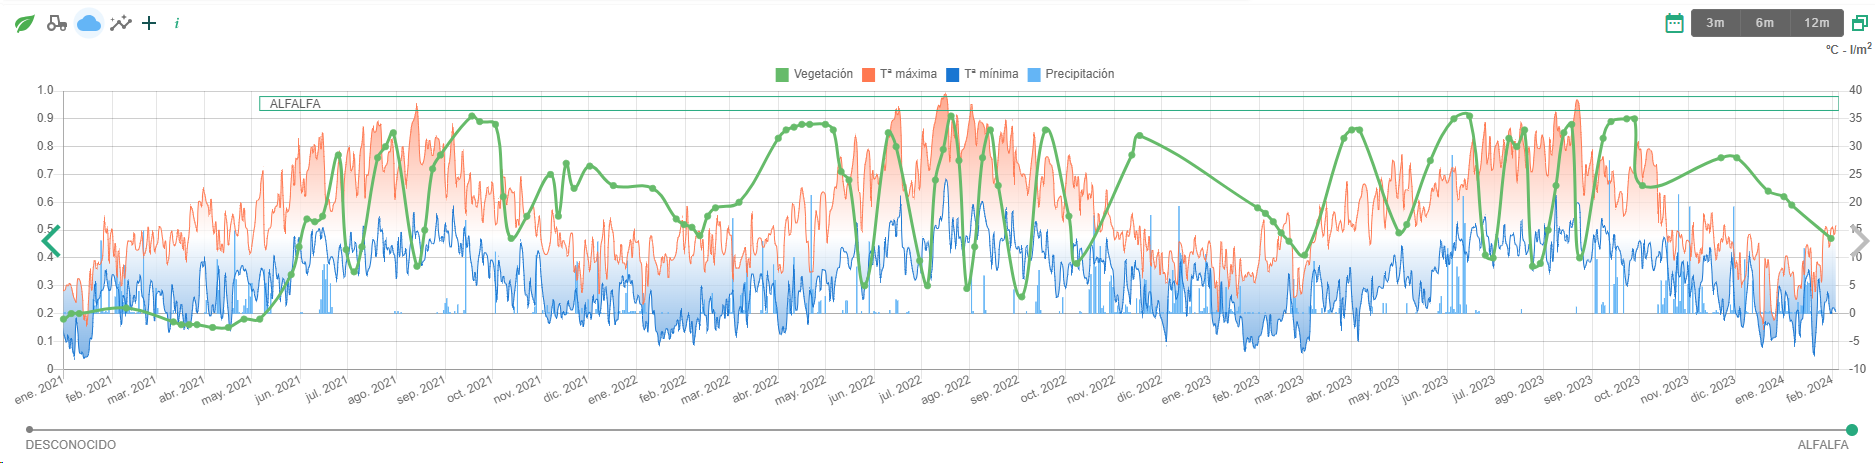 i 3m 6m 12m
°C - l/m²
Vegetación Tª máxima Tª mínima Precipitación
1.0 40
ALFALFA
0.9 35
0.8 30
0.7 25
0.6 20
0.5 15
0.4 10
0.3 5
0.2 0
0.1 -5
0 -10
ene. 2021 feb. 2021 mar. 2021 abr. 2021 may. 2021 jun. 2021 jul. 2021 ago. 2021 sep. 2021 oct. 2021 nov. 2021 dic. 2021 ene. 2022 feb. 2022 mar. 2022 abr. 2022 may. 2022 jun. 2022 jul. 2022 ago. 2022 sep. 2022 oct. 2022 nov. 2022 dic. 2022 ene. 2023 feb. 2023 mar. 2023 abr. 2023 may. 2023 jun. 2023 jul. 2023 ago. 2023 sep. 2023 oct. 2023 nov. 2023 dic. 2023 ene. 2024 feb. 2024
DESCONOCIDO ALFALFA